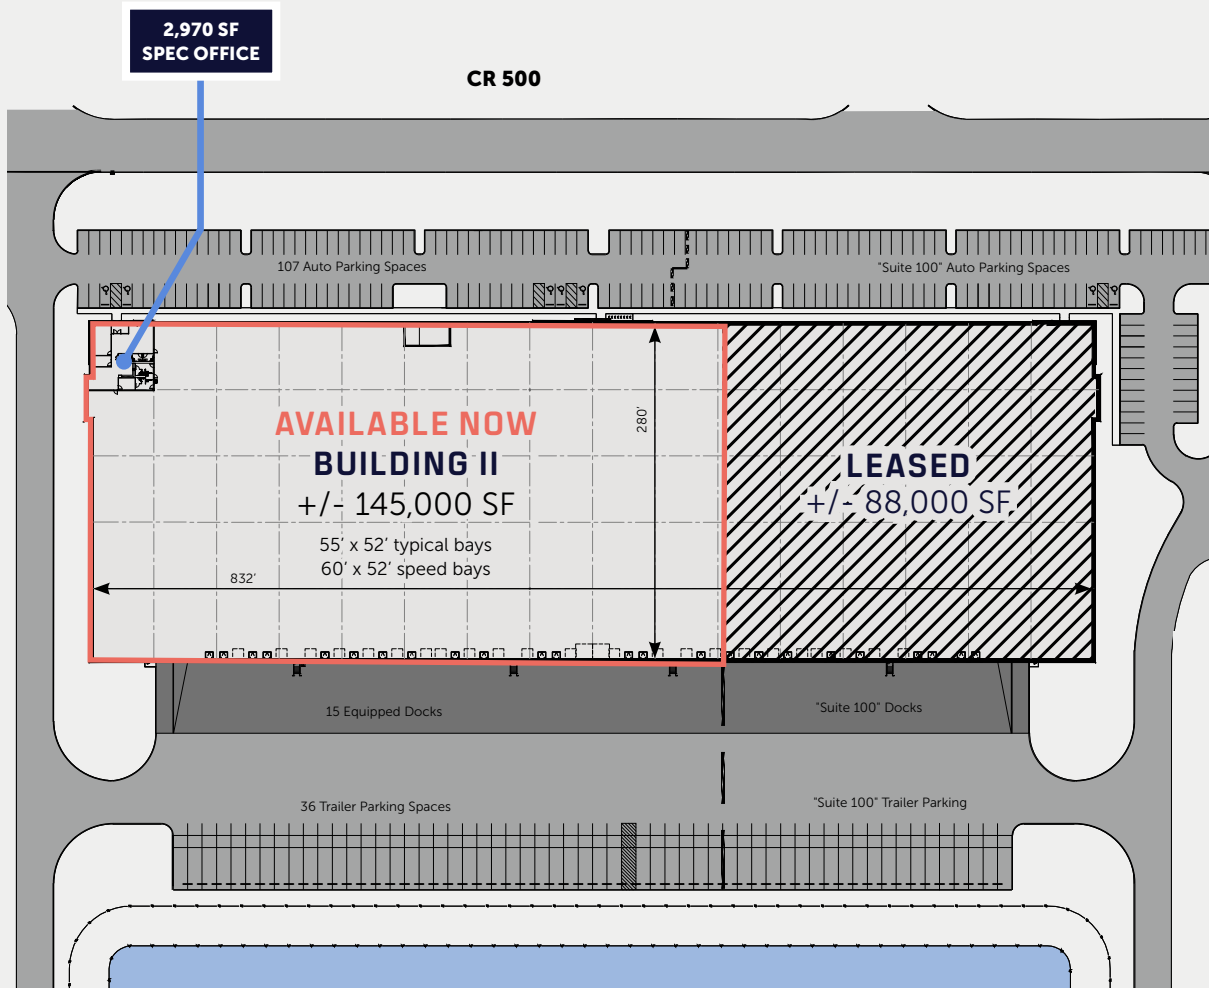 2,970 SF
SPEC OFFICE
CR 500
107 Auto Parking Spaces
"Suite 100" Auto Parking Spaces
280'
AVAILABLE NOW
BUILDING II
+/- 145,000 SF
55' x 52' typical bays
60' x 52' speed bays
832'
LEASED
+/- 88,000 SF
15 Equipped Docks
"Suite 100" Docks
36 Trailer Parking Spaces
"Suite 100" Trailer Parking